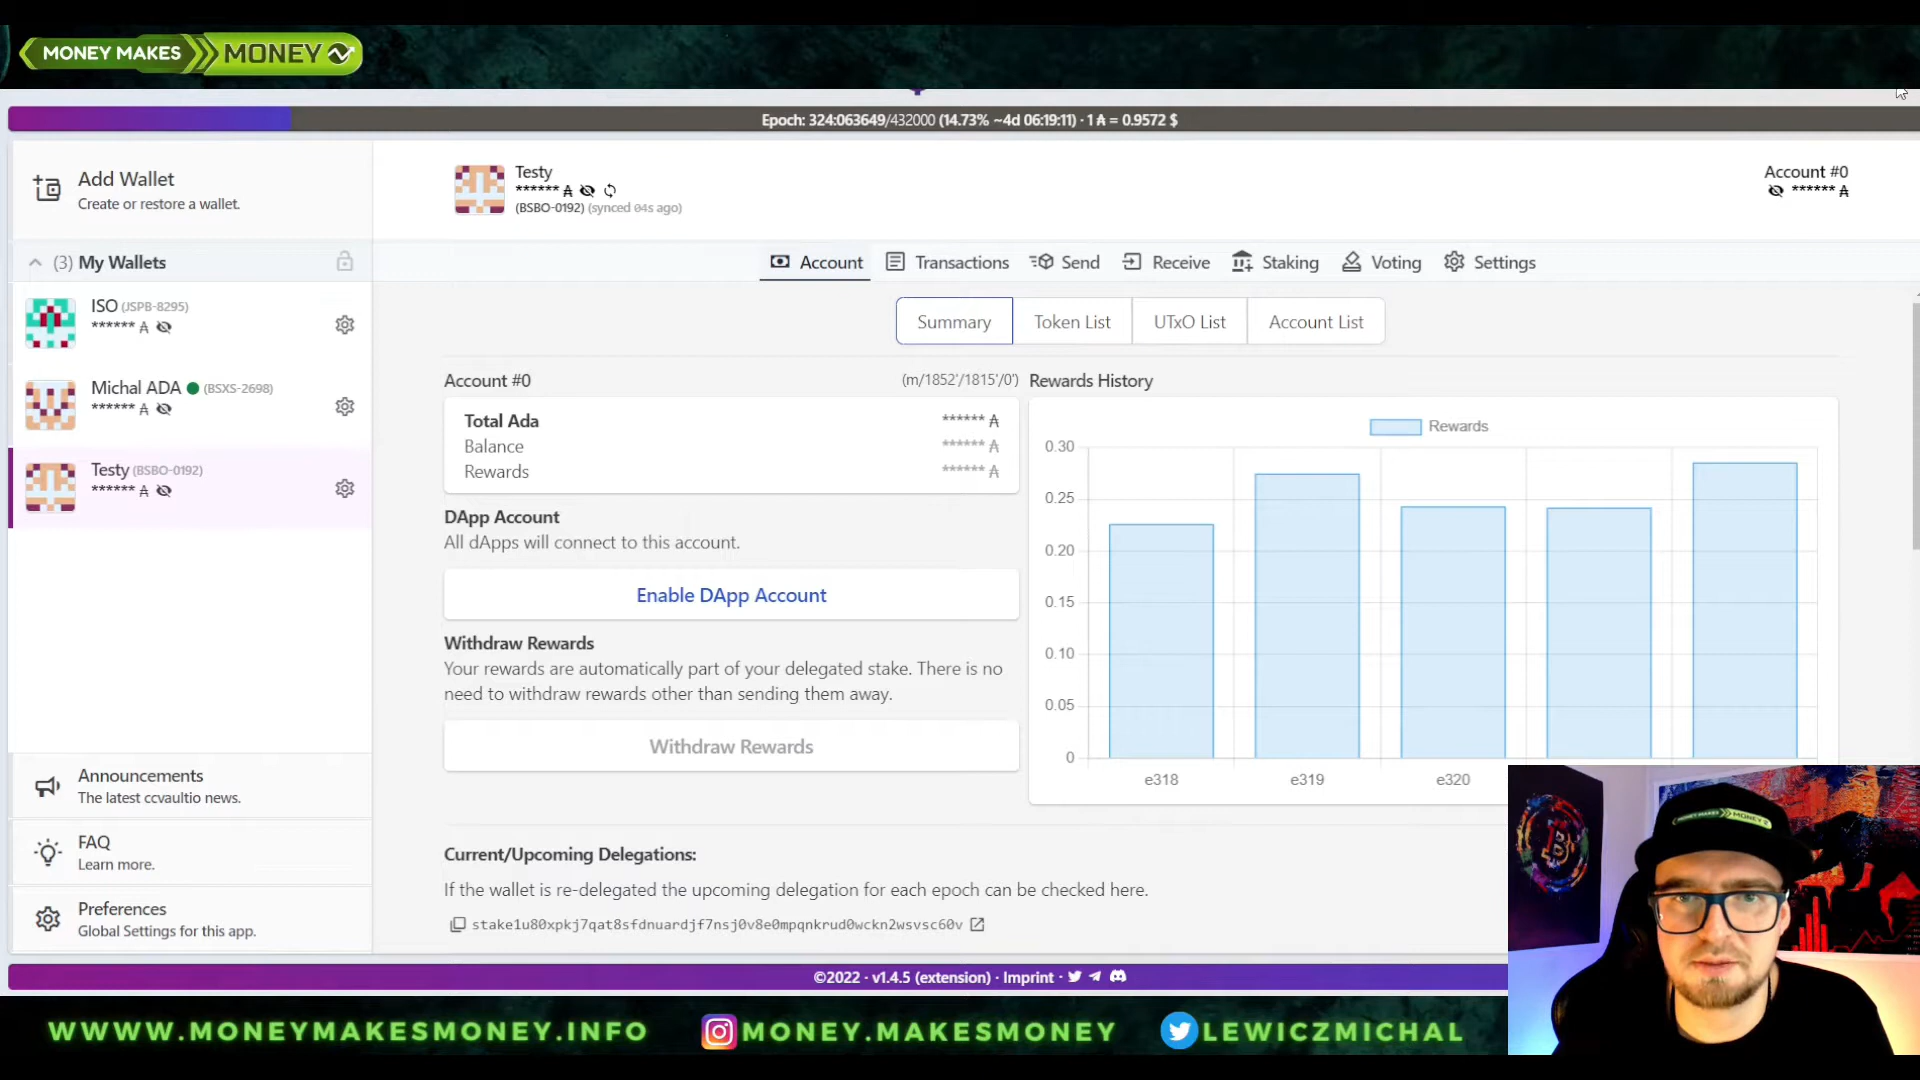 MONEY MAKES MONEY
Epoch: 324:063649/432000 (14.73% ~4d 06:19:11) · 1 ₳ = 0.9572 $
Add Wallet
Create or restore a wallet.
(3) My Wallets
ISO (JSPB-8295)
****** ₳
Michal ADA (BSXS-2698)
****** ₳
Testy (BSBO-0192)
****** ₳
Announcements
The latest ccvaultio news.
FAQ
Learn more.
Preferences
Global Settings for this app.
Testy
****** ₳
(BSBO-0192) (synced 04s ago)
Account #0
****** ₳
Account Transactions Send Receive Staking Voting Settings
Summary Token List UTxO List Account List
Account #0 (m/1852'/1815'/0')
Total Ada ****** ₳
Balance ****** ₳
Rewards ****** ₳
DApp Account
All dApps will connect to this account.
Enable DApp Account
Withdraw Rewards
Your rewards are automatically part of your delegated stake. There is no
need to withdraw rewards other than sending them away.
Withdraw Rewards
Rewards History
Rewards
0.30
0.25
0.20
0.15
0.10
0.05
0
e318 e319 e320
Current/Upcoming Delegations:
If the wallet is re-delegated the upcoming delegation for each epoch can be checked here.
stake1u80xpkj7qat8sfdnuardjf7nsj0v8e0mpqnkrud0wckn2wsvsc60v
©2022 · v1.4.5 (extension) · Imprint ·
MONEY MAKES MONEY
WWWW.MONEYMAKESMONEY.INFO MONEY.MAKESMONEY LEWICZMICHAL